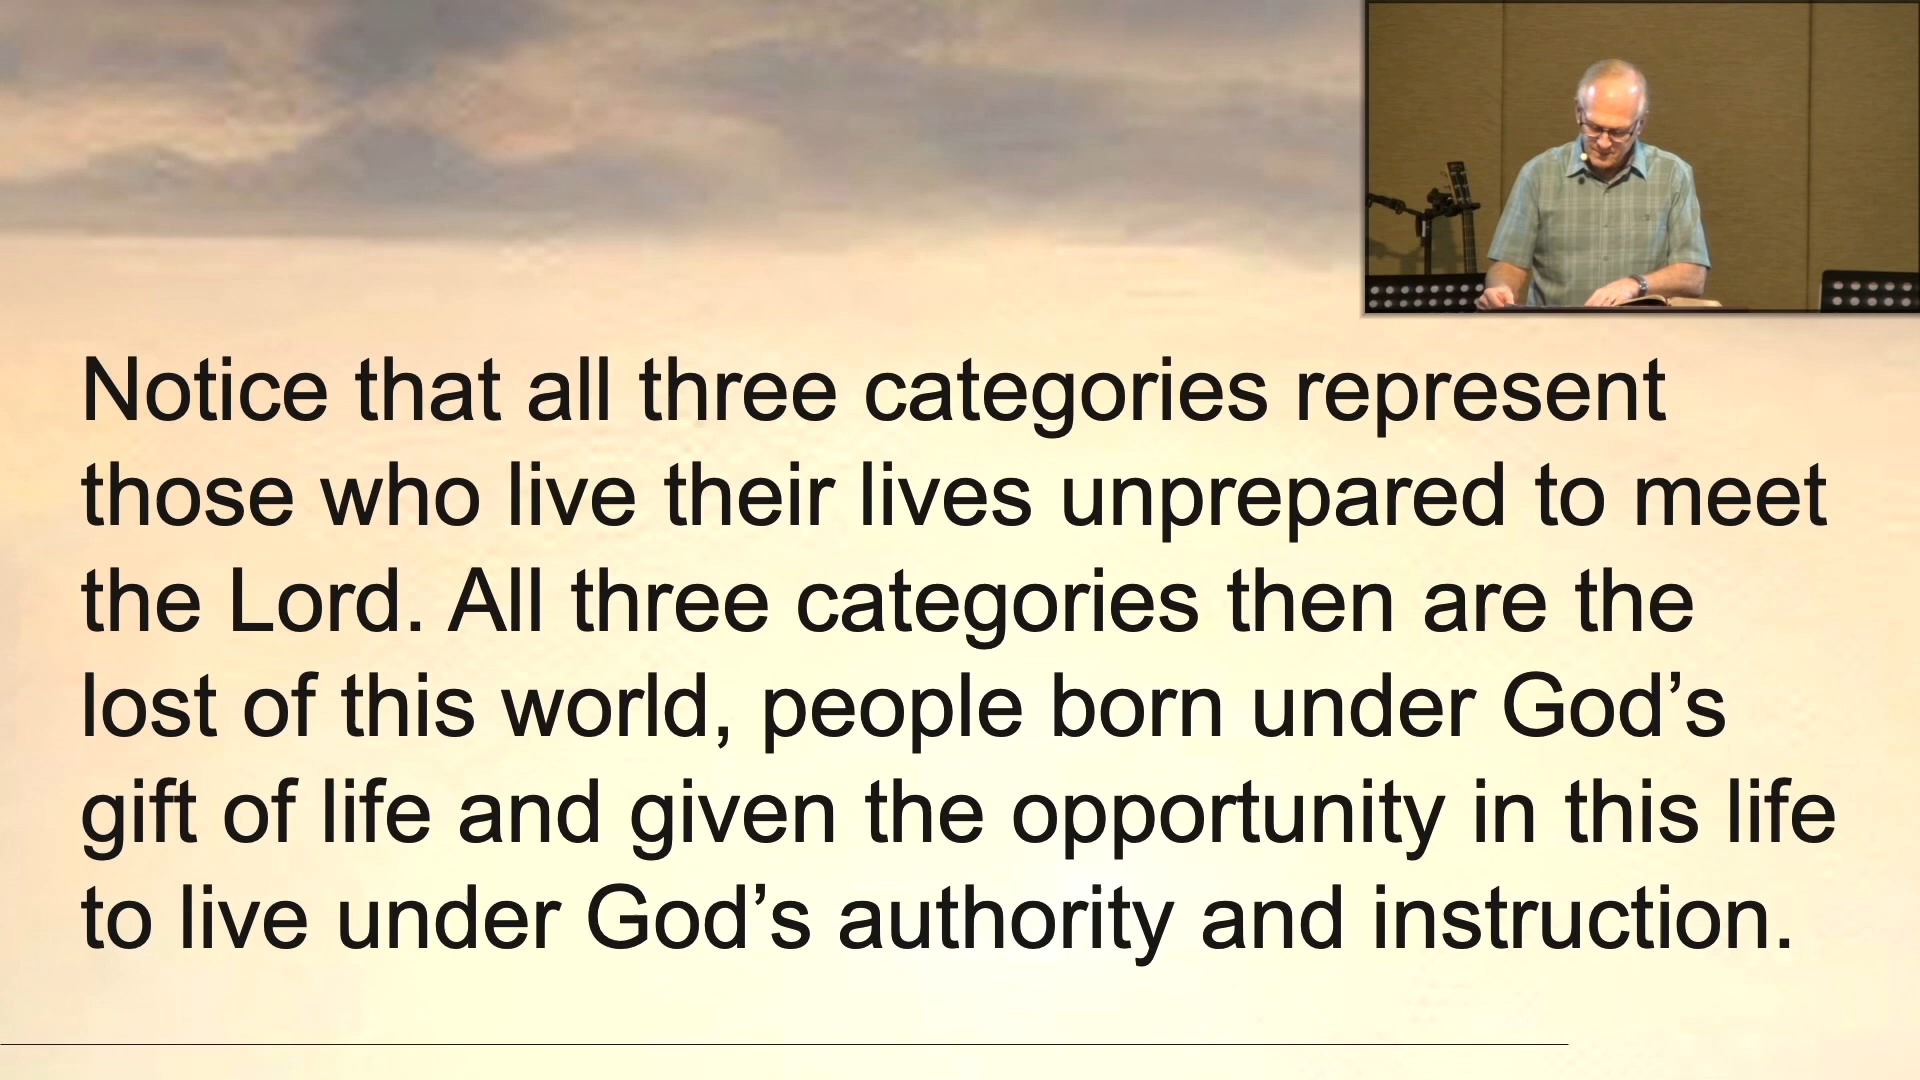 Notice that all three categories represent
those who live their lives unprepared to meet
the Lord. All three categories then are the
lost of this world, people born under God’s
gift of life and given the opportunity in this life
to live under God’s authority and instruction.